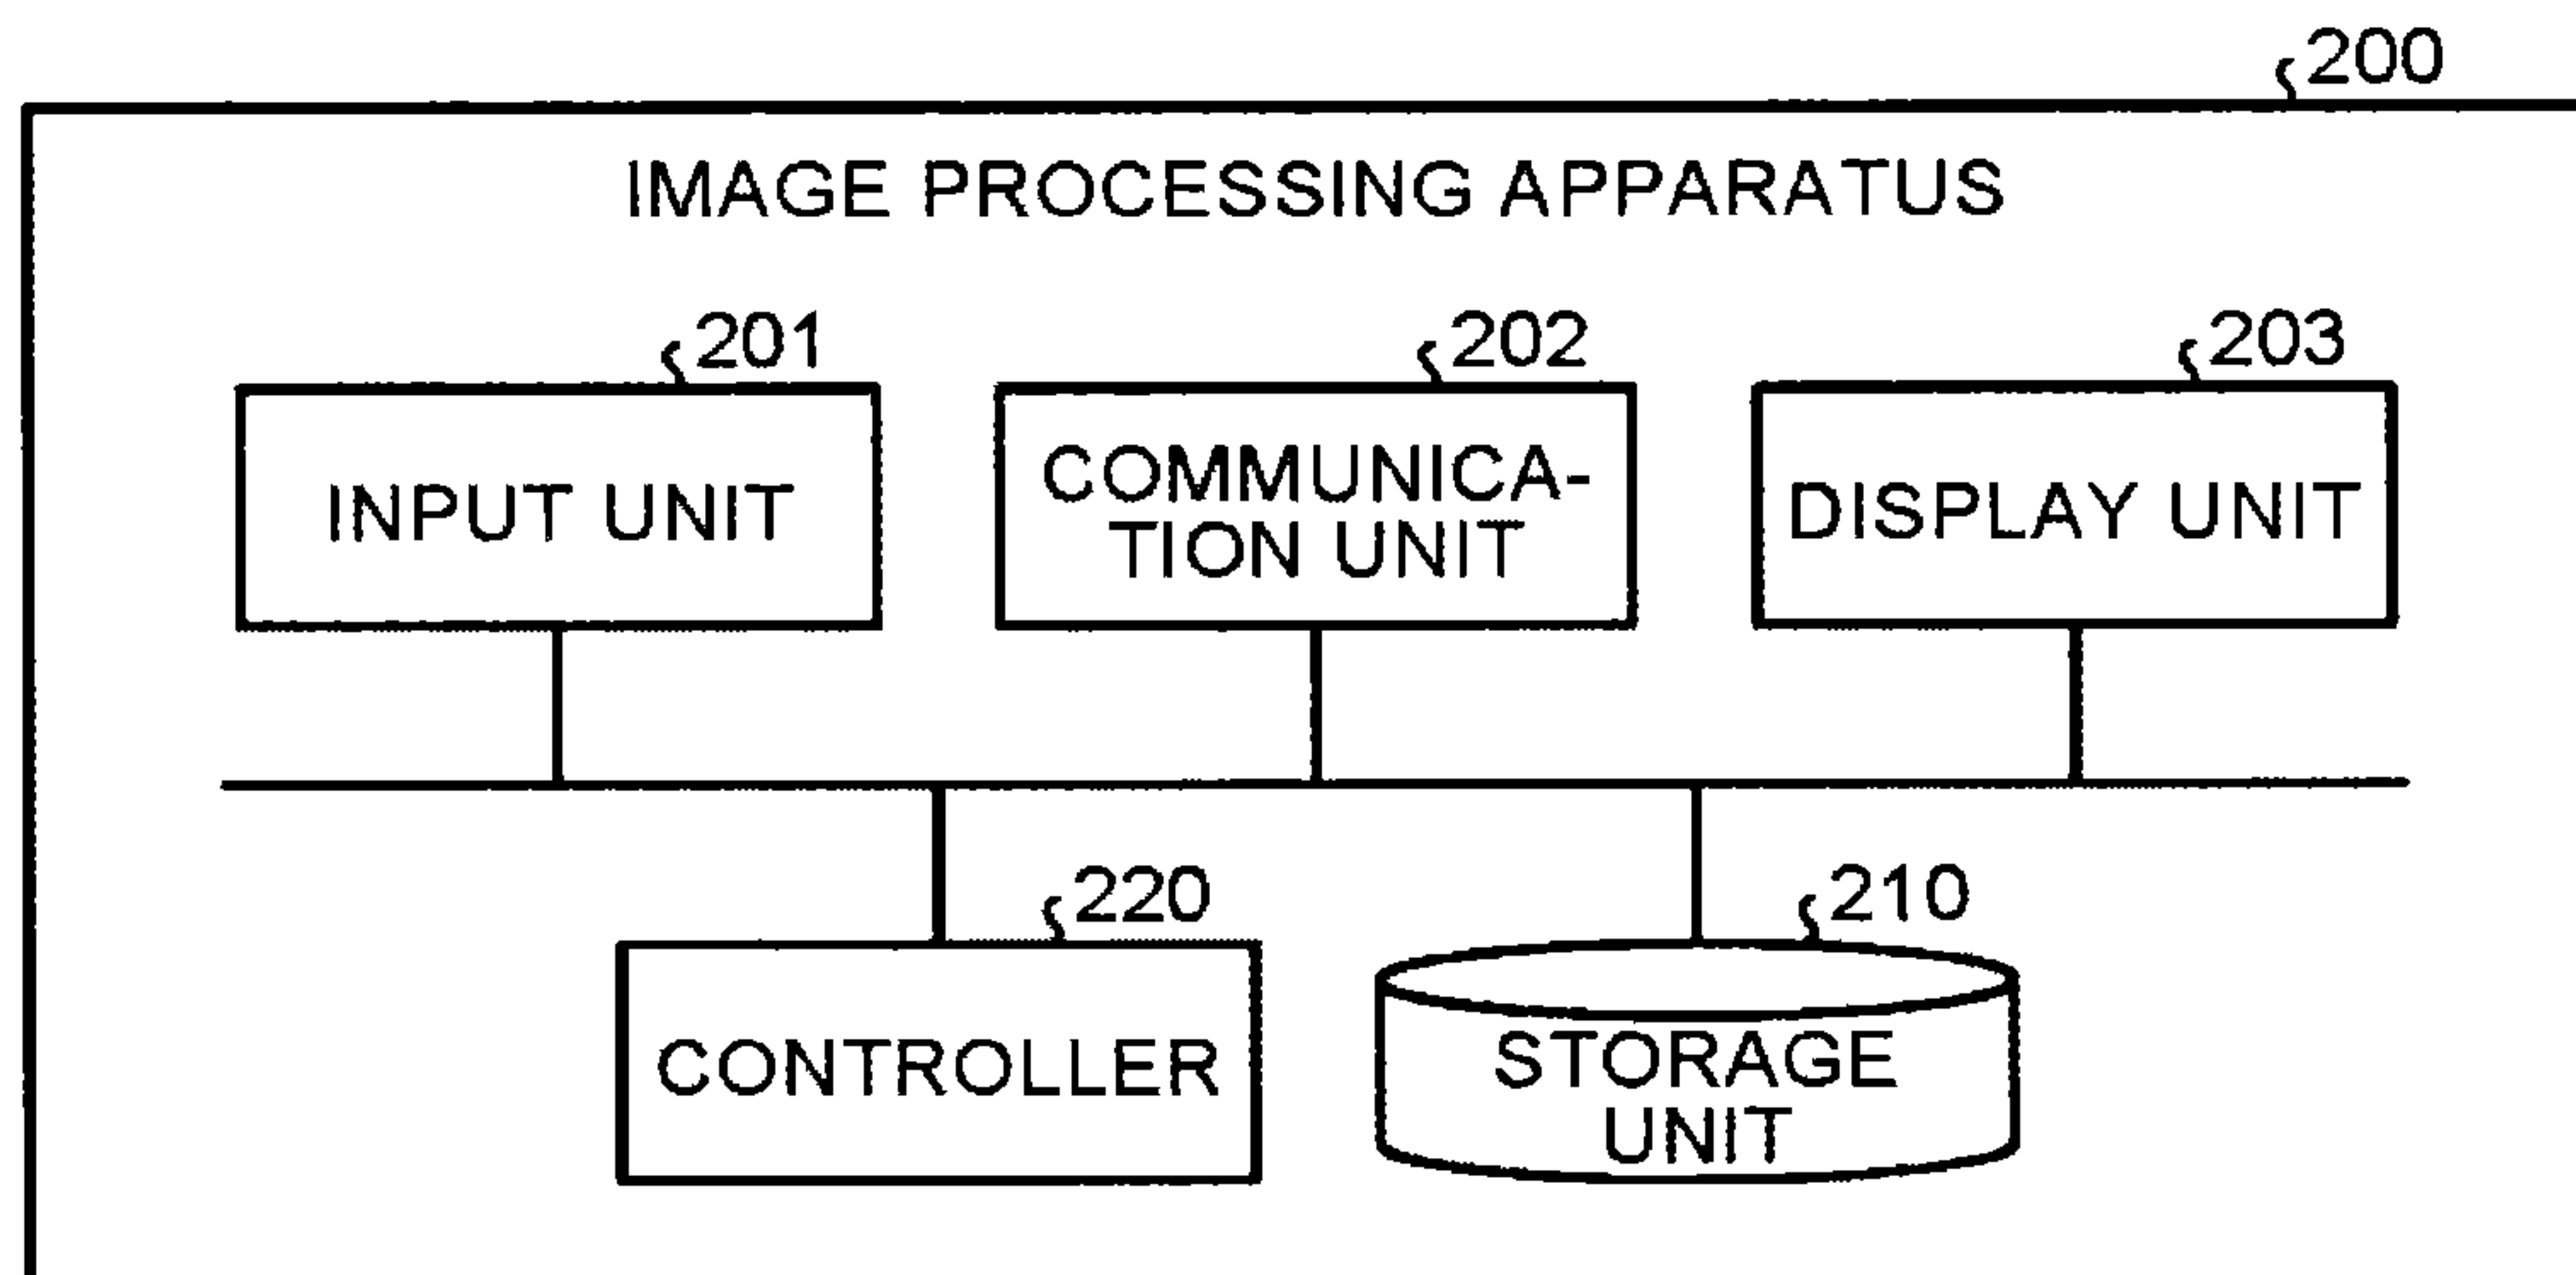 200
IMAGE PROCESSING APPARATUS
201
202
203
INPUT UNIT
COMMUNICA-
TION UNIT
DISPLAY UNIT
220
210
CONTROLLER
STORAGE
UNIT